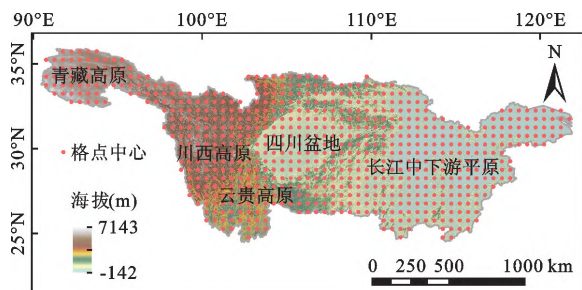 90°E 100°E 110°E 120°E
35°N
30°N
25°N
N
青藏高原
格点中心
川西高原
四川盆地
长江中下游平原
云贵高原
海拔(m)
7143
-142
0 250 500 1000 km